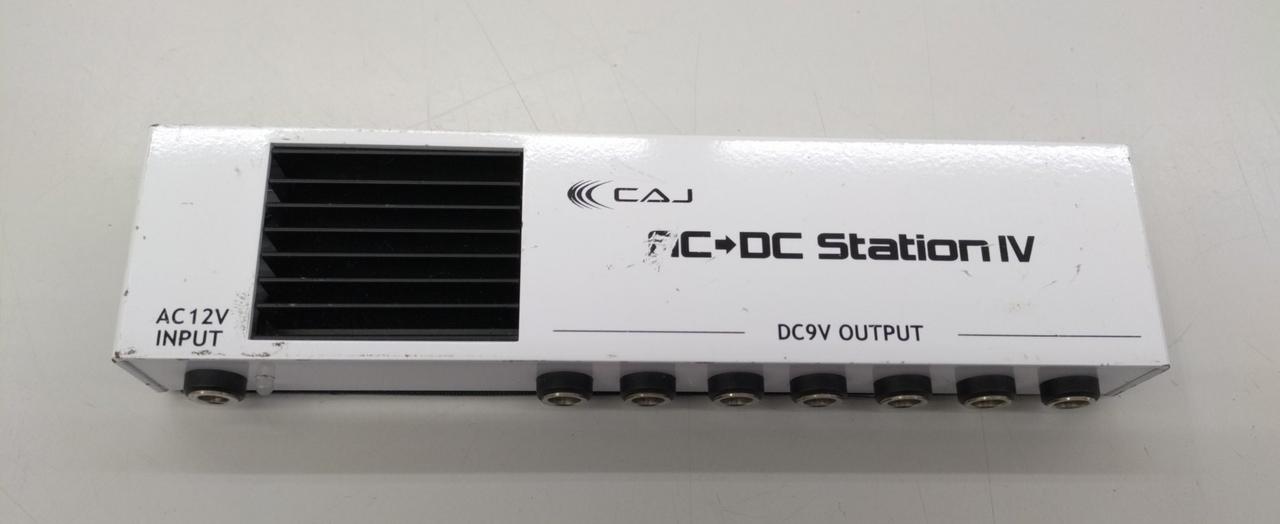 CAJ
AC➔DC Station IV
AC12V
INPUT
DC9V OUTPUT